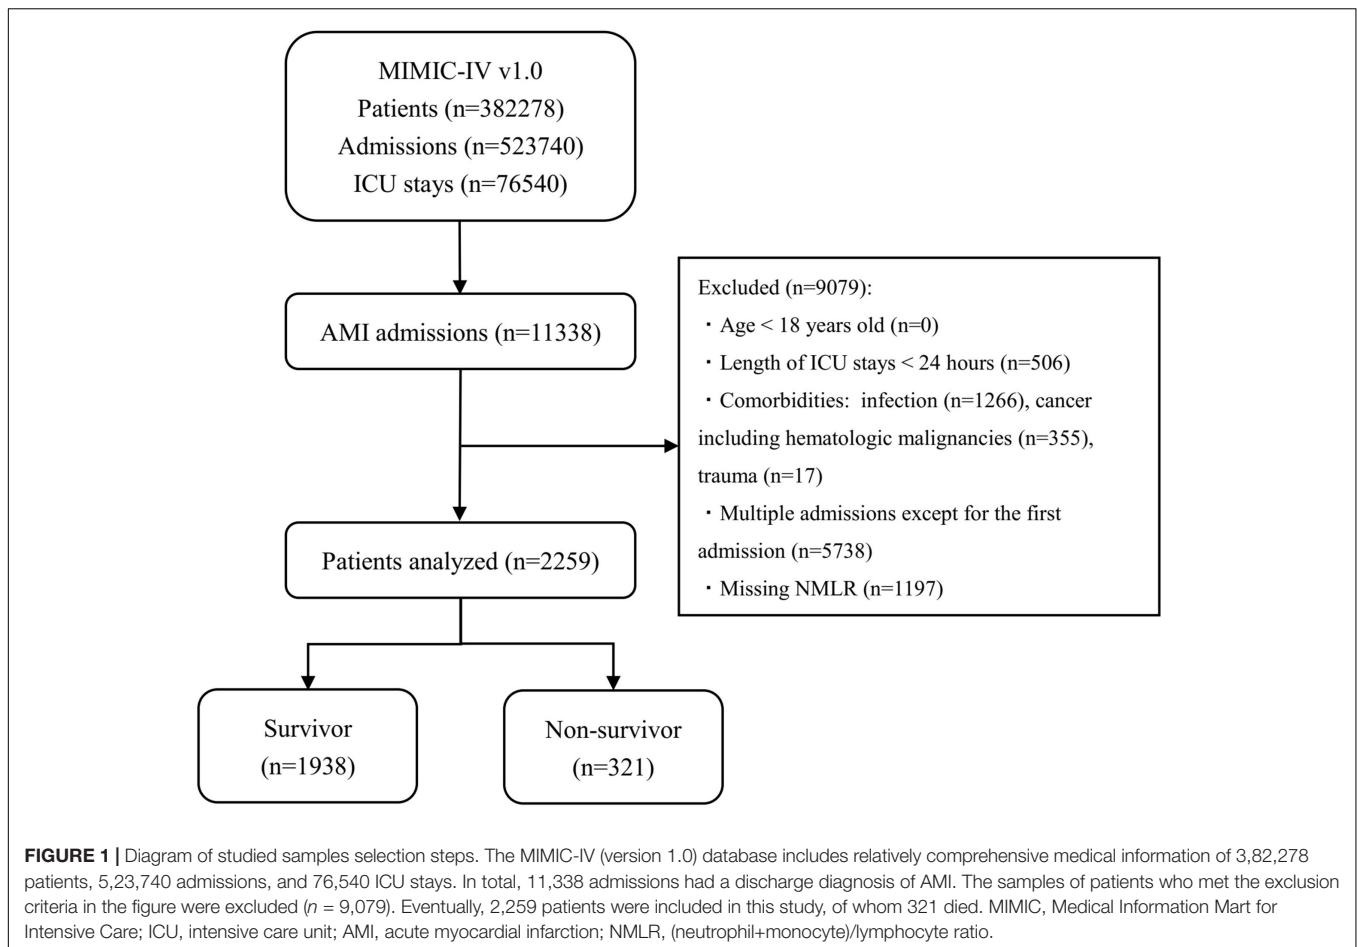 MIMIC-IV v1.0
Patients (n=382278)
Admissions (n=523740)
ICU stays (n=76540)
AMI admissions (n=11338)
Excluded (n=9079):
・Age < 18 years old (n=0)
・Length of ICU stays < 24 hours (n=506)
・Comorbidities: infection (n=1266), cancer
including hematologic malignancies (n=355),
trauma (n=17)
・Multiple admissions except for the first
admission (n=5738)
・Missing NMLR (n=1197)
Patients analyzed (n=2259)
Survivor
(n=1938)
Non-survivor
(n=321)
FIGURE 1 | Diagram of studied samples selection steps. The MIMIC-IV (version 1.0) database includes relatively comprehensive medical information of 3,82,278
patients, 5,23,740 admissions, and 76,540 ICU stays. In total, 11,338 admissions had a discharge diagnosis of AMI. The samples of patients who met the exclusion
criteria in the figure were excluded (n = 9,079). Eventually, 2,259 patients were included in this study, of whom 321 died. MIMIC, Medical Information Mart for
Intensive Care; ICU, intensive care unit; AMI, acute myocardial infarction; NMLR, (neutrophil+monocyte)/lymphocyte ratio.